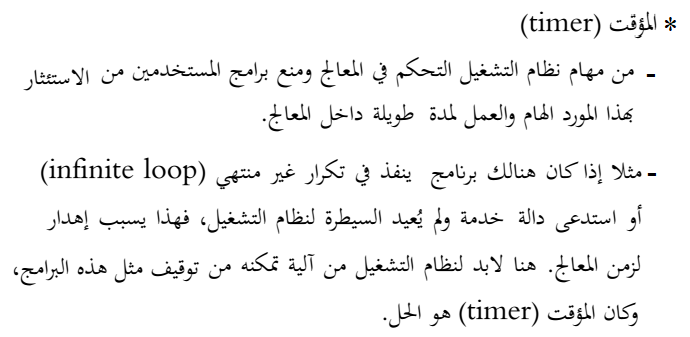 * المؤقت (timer)
- من مهام نظام التشغيل التحكم في المعالج ومنع برامج المستخدمين من الاستئثار
بهذا المورد الهام والعمل لمدة طويلة داخل المعالج.
- مثلا إذا كان هنالك برنامج ينفذ في تكرار غير منتهي (infinite loop)
أو استدعى دالة خدمة ولم يُعيد السيطرة لنظام التشغيل، فهذا يسبب إهدار
لزمن المعالج. هنا لابد لنظام التشغيل من آلية تمكنه من توقيف مثل هذه البرامج،
وكان المؤقت (timer) هو الحل.